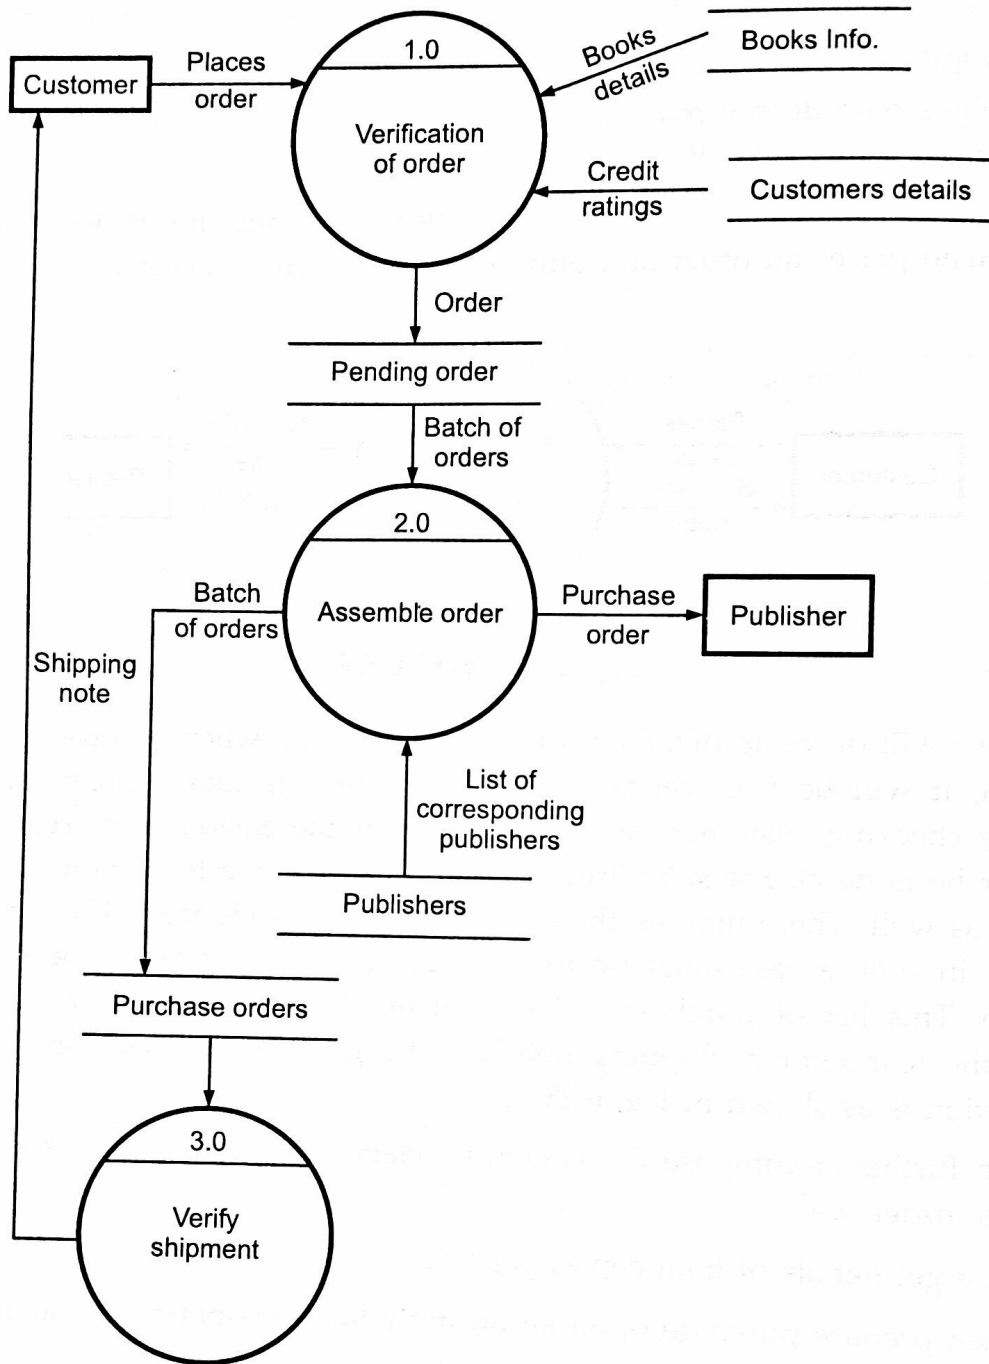 1.0
Books Info.
Customer
Places
order
Books
details
Verification
of order
Credit
ratings
Customers details
Order
Pending order
Batch of
orders
2.0
Batch
of orders
Assemble order
Purchase
order
Publisher
Shipping
note
List of
corresponding
publishers
Publishers
Purchase orders
3.0
Verify
shipment